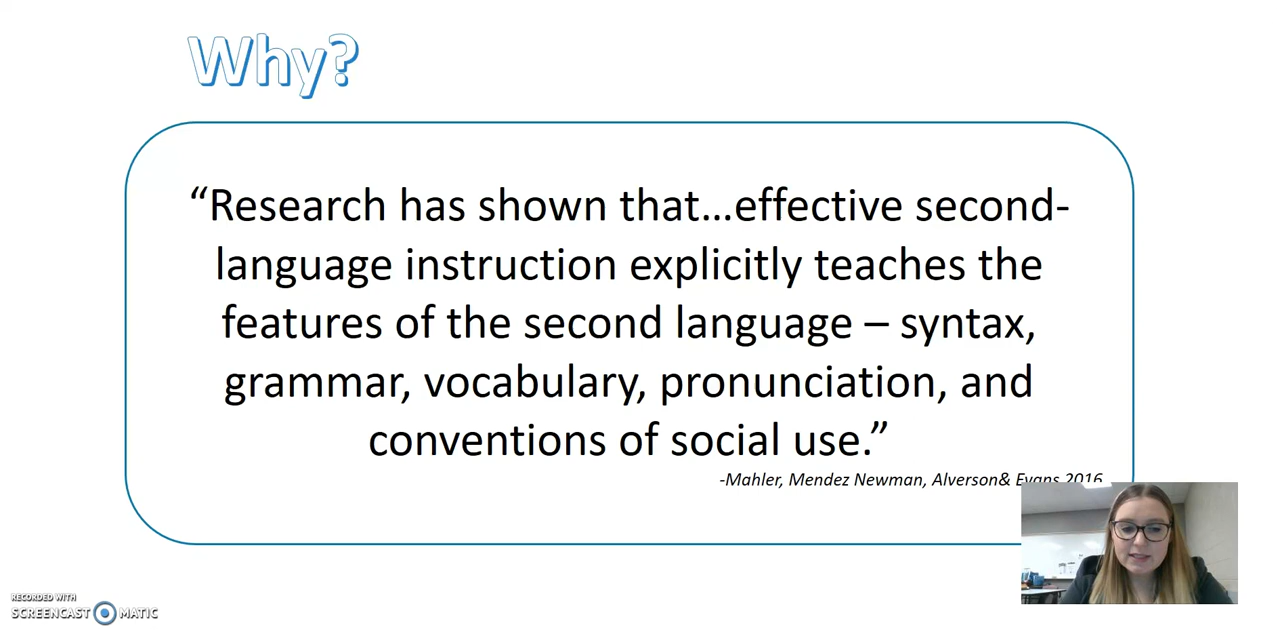 Why?
“Research has shown that…effective second-
language instruction explicitly teaches the
features of the second language – syntax,
grammar, vocabulary, pronunciation, and
conventions of social use.”
-Mahler, Mendez Newman, Alverson& Evans 2016
RECORDED WITH
SCREENCAST MATIC